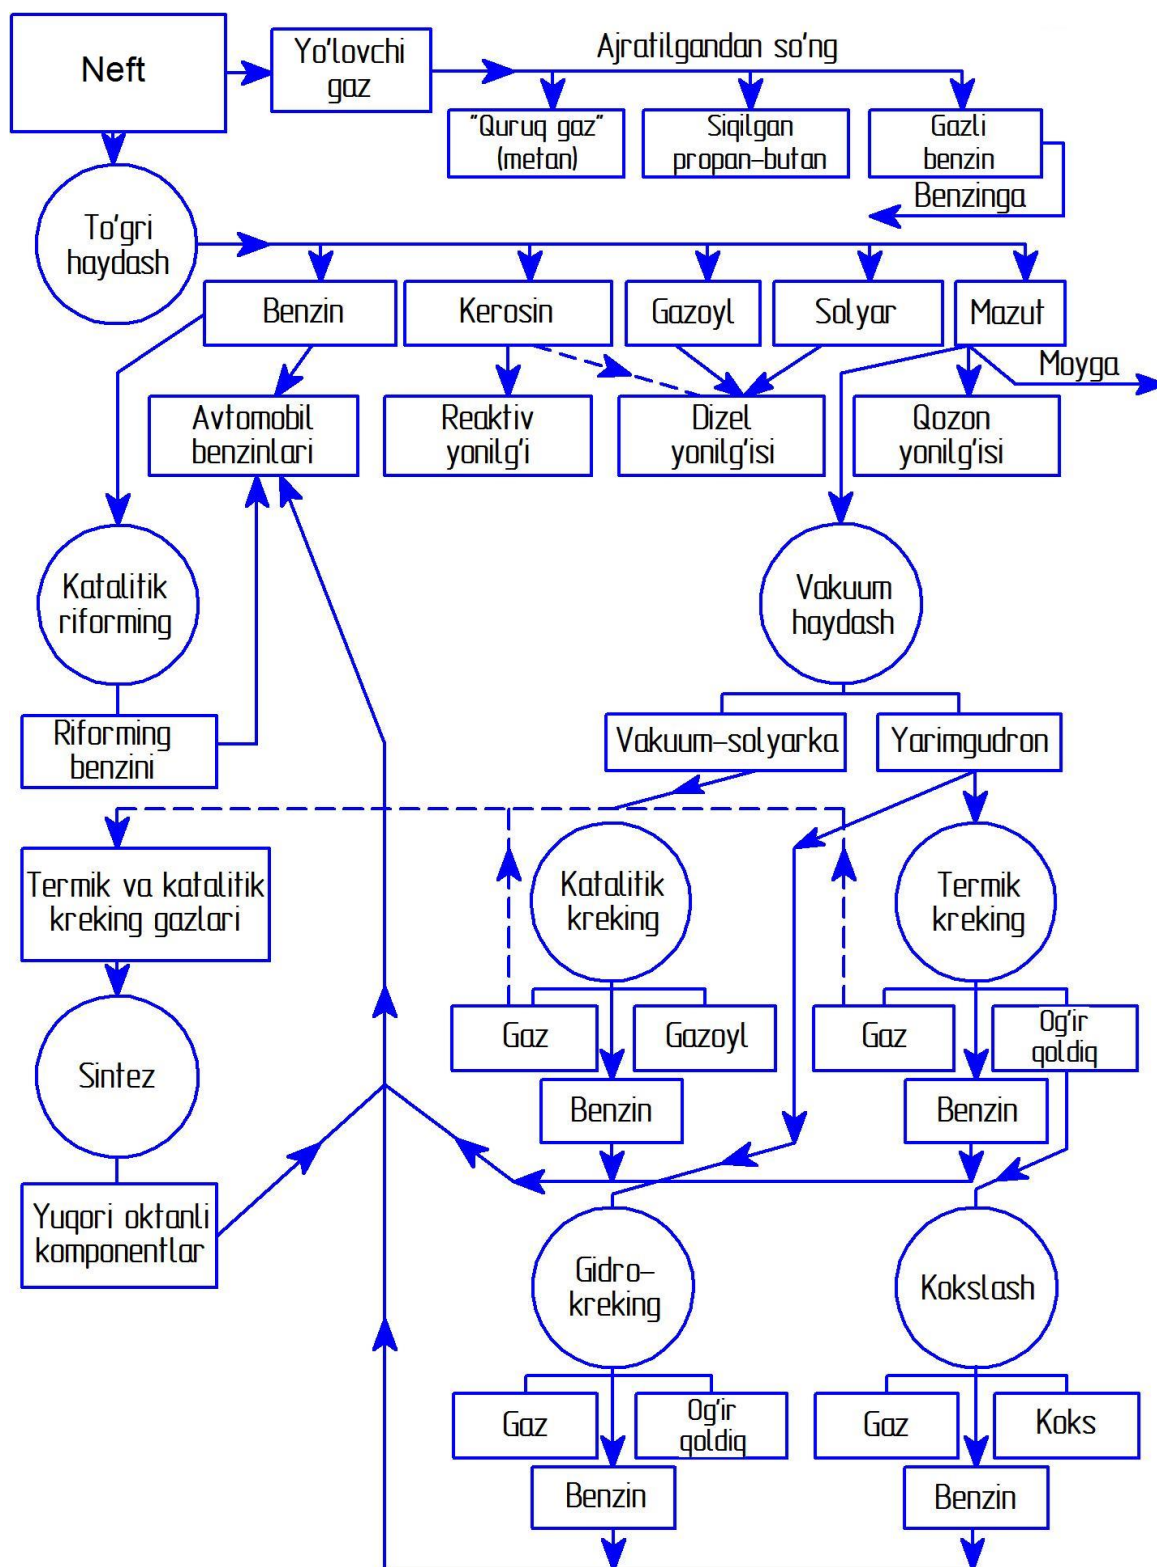 Neft
Yo'lovchi
gaz
Ajratilgandan so'ng
"Quruq gaz"
(metan)
Siqilgan
propan-butan
Gazli
benzin
Benzinga
To'gri
haydash
Benzin
Kerosin
Gazoyl
Solyar
Mazut
Moyga
Avtomobil
benzinlari
Reaktiv
yonilg'i
Dizel
yonilg'isi
Qozon
yonilg'isi
Katalitik
riforming
Vakuum
haydash
Riforming
benzini
Vakuum-solyarka
Yarimgudron
Termik va katalitik
kreking gazlari
Katalitik
kreking
Termik
kreking
Gaz
Gazoyl
Gaz
Og'ir
qoldiq
Sintez
Benzin
Benzin
Yuqori oktanli
komponentlar
Gidro-
kreking
Kokslash
Gaz
Og'ir
qoldiq
Gaz
Koks
Benzin
Benzin